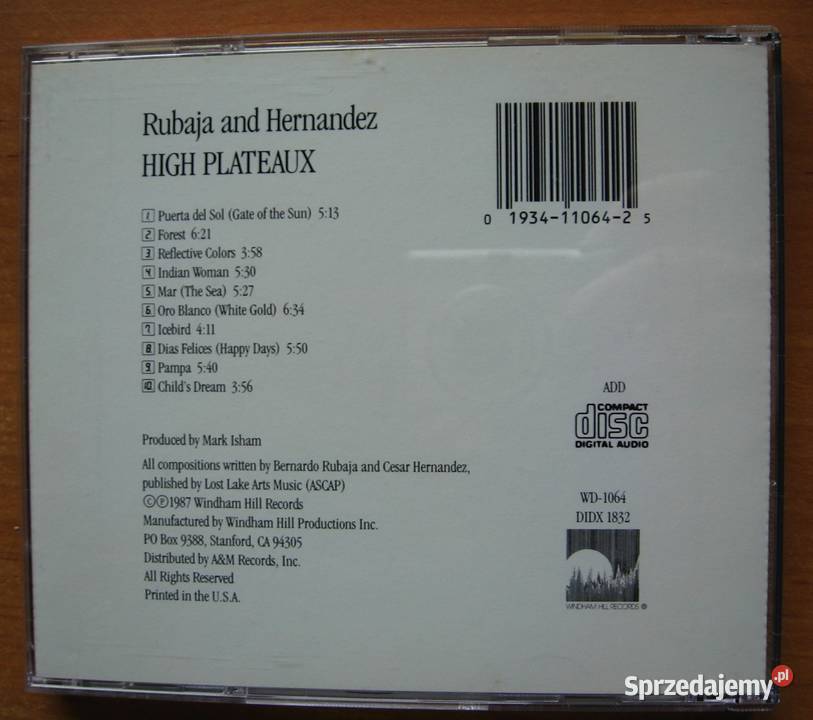 Rubaja and Hernandez
HIGH PLATEAUX
0 1934-11064-2 5
1 Puerta del Sol (Gate of the Sun) 5:13
2 Forest 6:21
3 Reflective Colors 3:58
4 Indian Woman 5:30
5 Mar (The Sea) 5:27
6 Oro Blanco (White Gold) 6:34
7 Icebird 4:11
8 Dias Felices (Happy Days) 5:50
9 Pampa 5:40
10 Child's Dream 3:56
ADD
COMPACT
disc
DIGITAL AUDIO
Produced by Mark Isham
All compositions written by Bernardo Rubaja and Cesar Hernandez,
published by Lost Lake Arts Music (ASCAP)
©℗1987 Windham Hill Records
Manufactured by Windham Hill Productions Inc.
PO Box 9388, Stanford, CA 94305
Distributed by A&M Records, Inc.
All Rights Reserved
Printed in the U.S.A.
WD-1064
DIDX 1832
WINDHAM HILL RECORDS ®
Sprzedajemy.pl